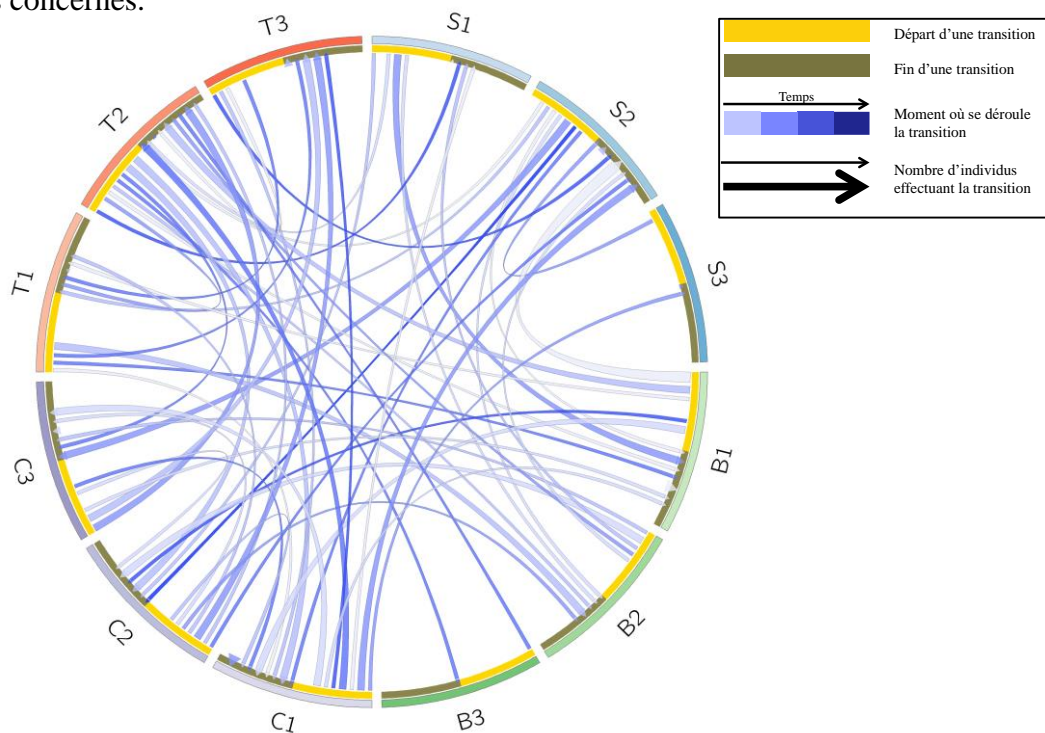 s concernés.
T3
S1
T2
S2
T1
S3
C3
B1
C2
B2
C1
B3
Départ d'une transition
Fin d'une transition
Temps
Moment où se déroule
la transition
Nombre d'individus
effectuant la transition